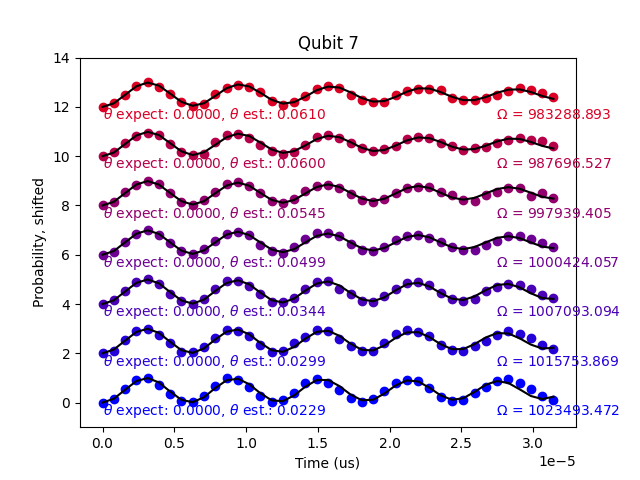 Qubit 7
14
12
10
8
6
4
2
0
Probability, shifted
θ expect: 0.0000, θ est.: 0.0610 Ω = 983288.893
θ expect: 0.0000, θ est.: 0.0600 Ω = 987696.527
θ expect: 0.0000, θ est.: 0.0545 Ω = 997939.405
θ expect: 0.0000, θ est.: 0.0499 Ω = 1000424.057
θ expect: 0.0000, θ est.: 0.0344 Ω = 1007093.094
θ expect: 0.0000, θ est.: 0.0299 Ω = 1015753.869
θ expect: 0.0000, θ est.: 0.0229 Ω = 1023493.472
0.0 0.5 1.0 1.5 2.0 2.5 3.0
1e−5
Time (us)